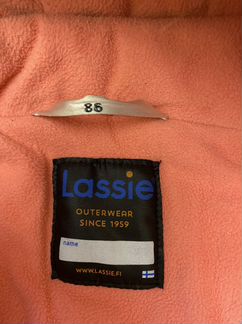 86
Lassie
OUTERWEAR
SINCE 1959
name
WWW.LASSIE.FI